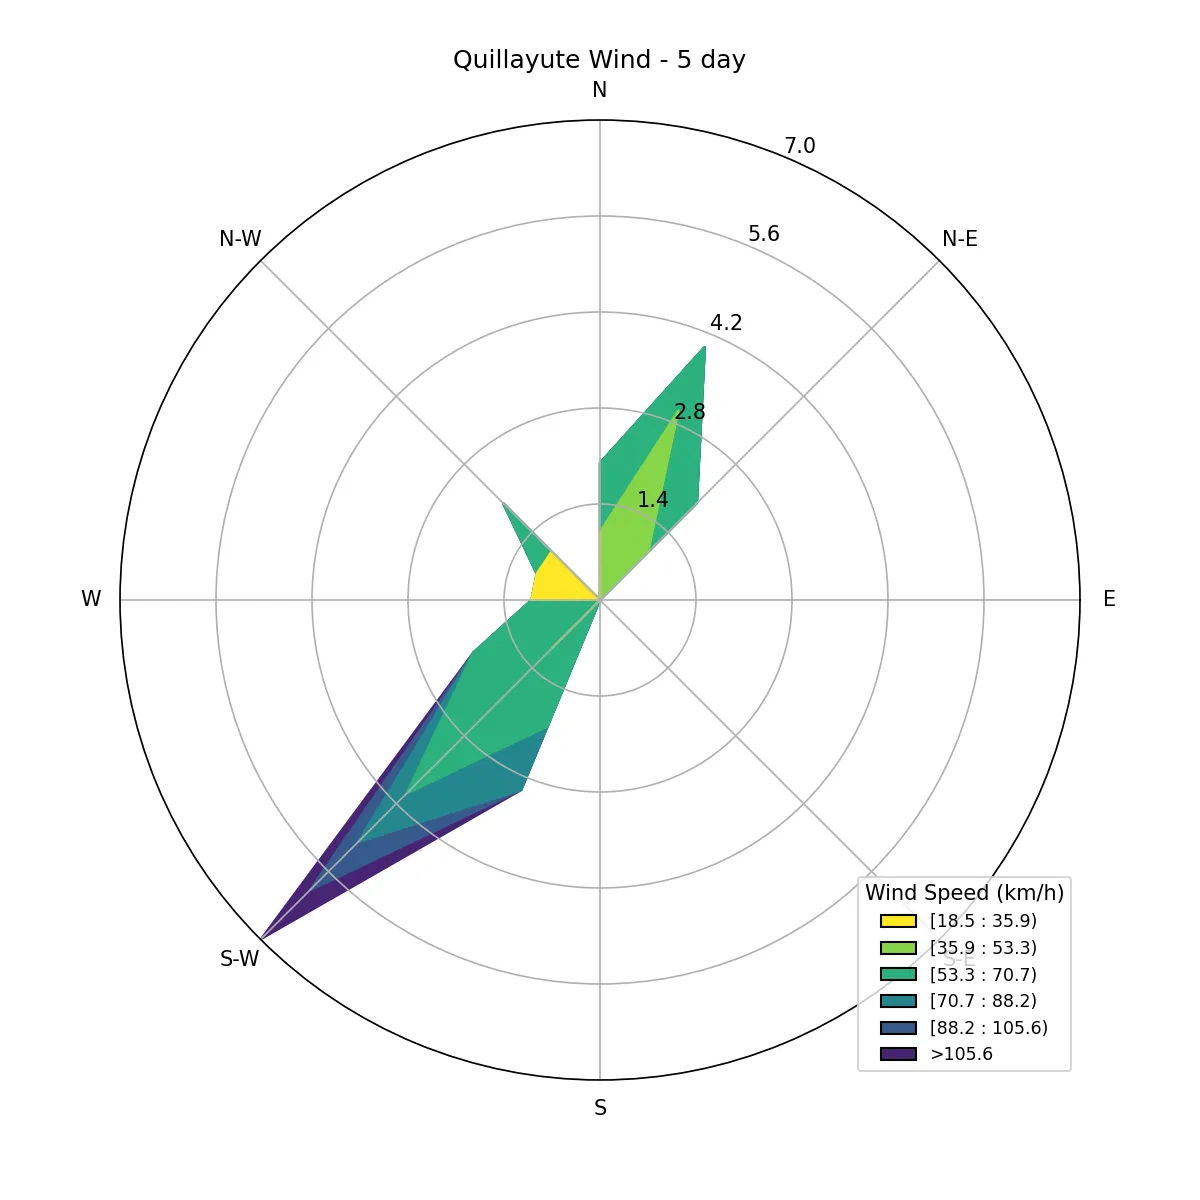 Quillayute Wind - 5 day
N
7.0
N-W
5.6
N-E
4.2
2.8
1.4
W
E
S-W
S-E
S
Wind Speed (km/h)
[18.5 : 35.9)
[35.9 : 53.3)
[53.3 : 70.7)
[70.7 : 88.2)
[88.2 : 105.6)
>105.6